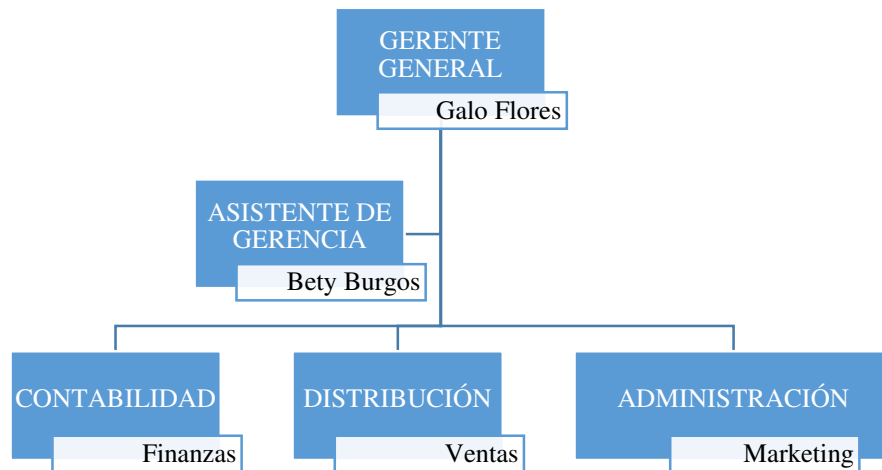 GERENTE
GENERAL
Galo Flores
ASISTENTE DE
GERENCIA
Bety Burgos
CONTABILIDAD
Finanzas
DISTRIBUCIÓN
Ventas
ADMINISTRACIÓN
Marketing